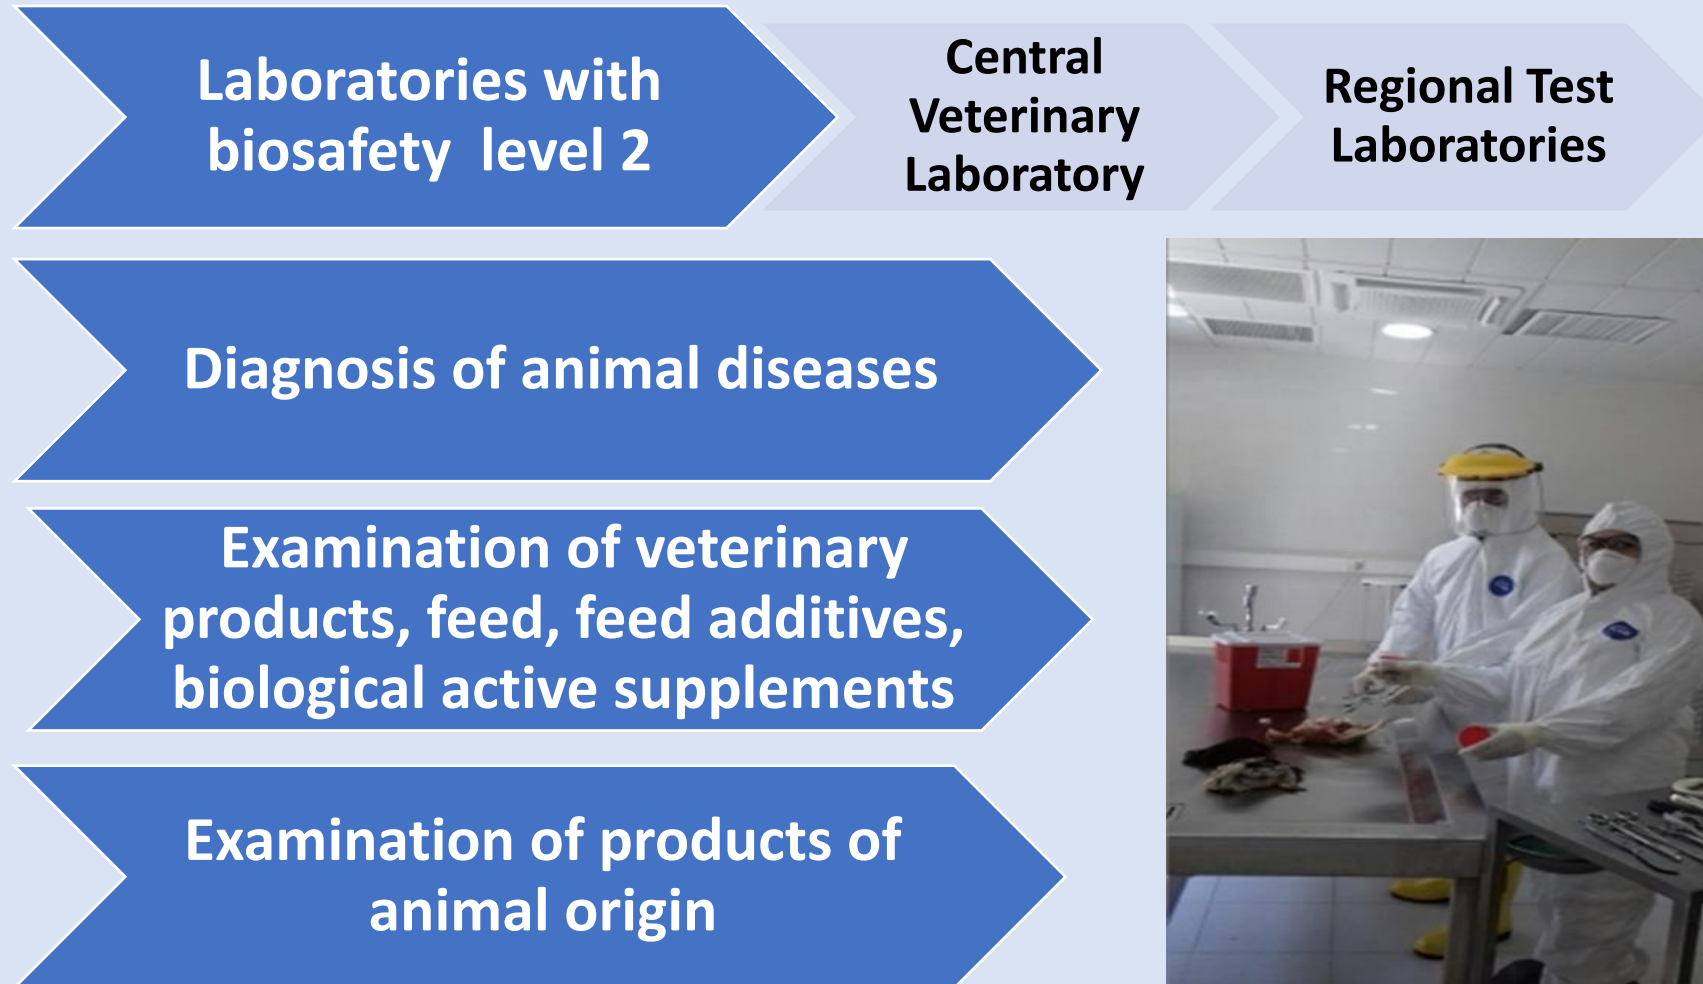 Laboratories with
biosafety level 2
Central
Veterinary
Laboratory
Regional Test
Laboratories
Diagnosis of animal diseases
Examination of veterinary
products, feed, feed additives,
biological active supplements
Examination of products of
animal origin